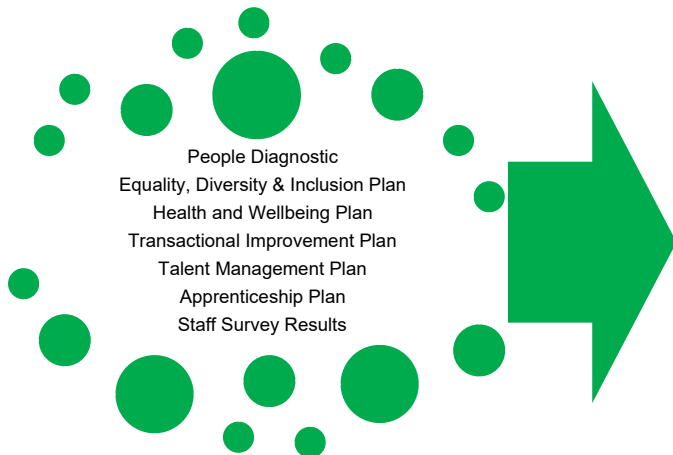 People Diagnostic
Equality, Diversity & Inclusion Plan
Health and Wellbeing Plan
Transactional Improvement Plan
Talent Management Plan
Apprenticeship Plan
Staff Survey Results